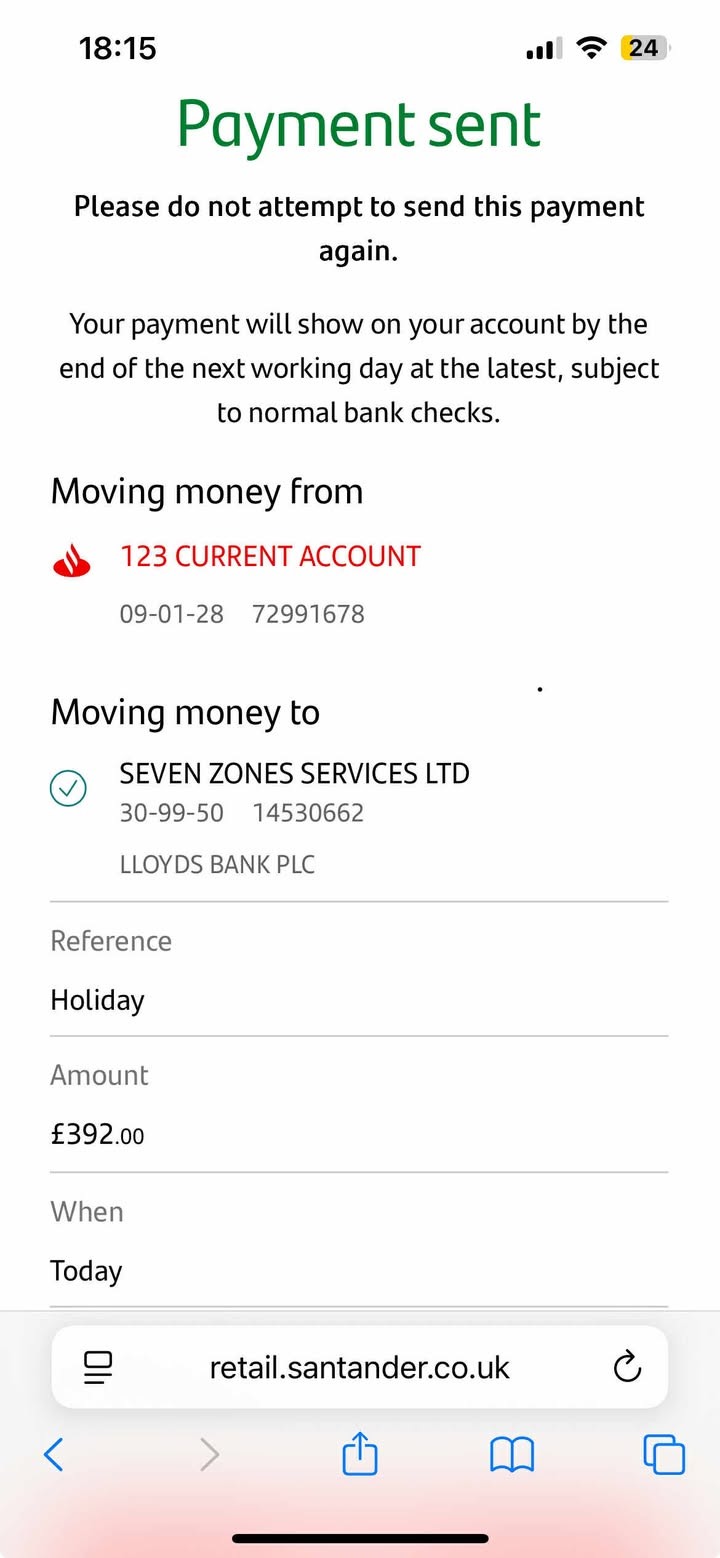 18:15
24
Payment sent
Please do not attempt to send this payment
again.
Your payment will show on your account by the
end of the next working day at the latest, subject
to normal bank checks.
Moving money from
123 CURRENT ACCOUNT
09-01-28 72991678
Moving money to
SEVEN ZONES SERVICES LTD
30-99-50 14530662
LLOYDS BANK PLC
Reference
Holiday
Amount
£392.00
When
Today
retail.santander.co.uk